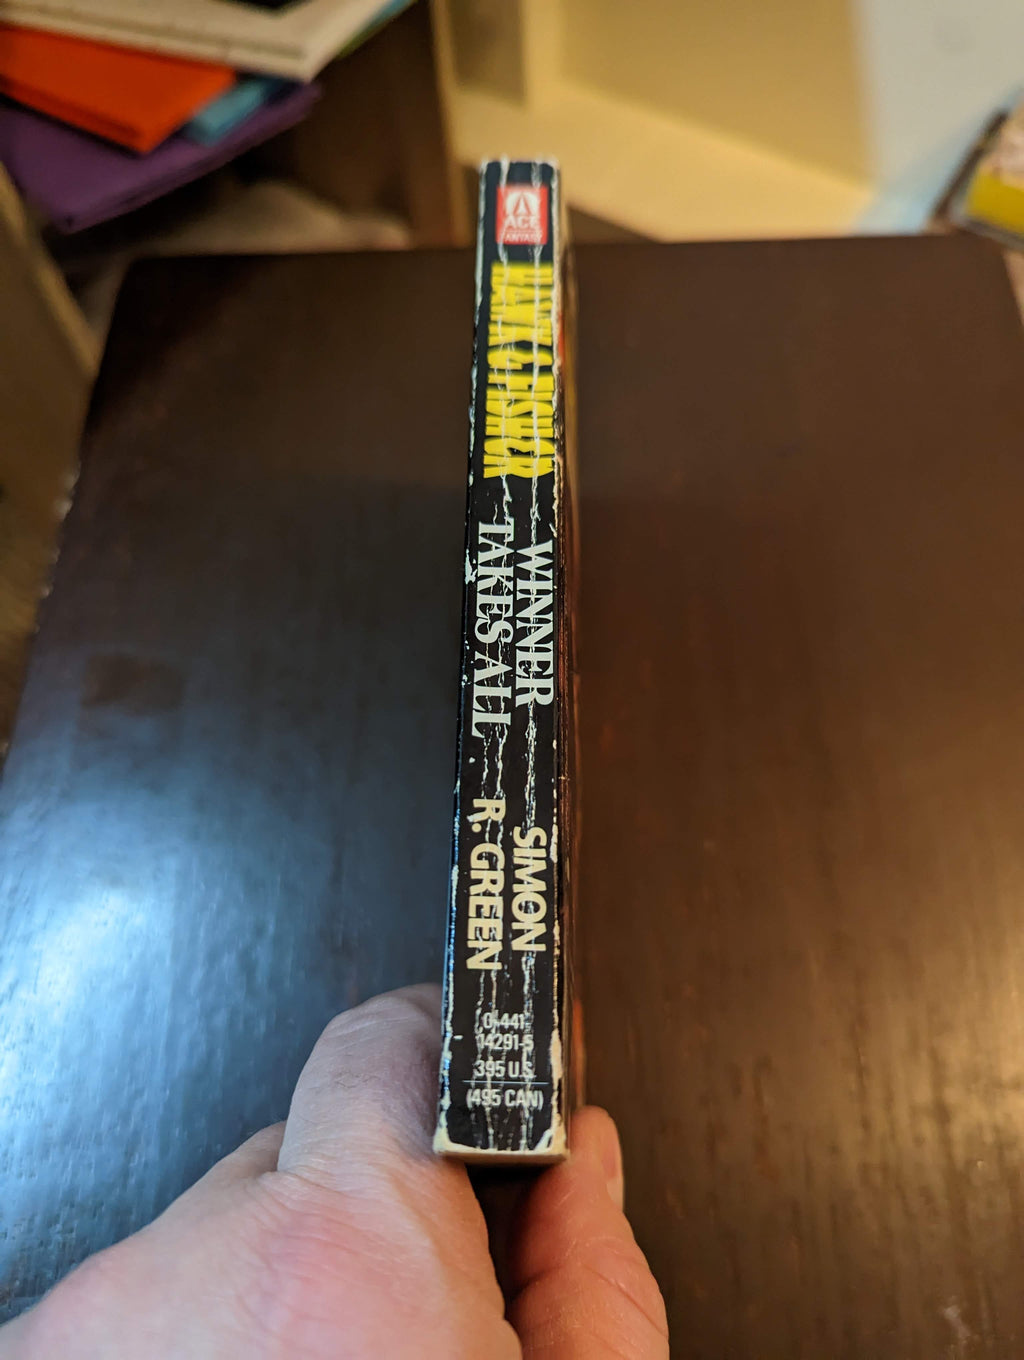 ACE
FANTASY
HAWK & FISHER
WINNER
TAKES ALL
SIMON
R. GREEN
0-441-
14291-5
395 U.S.
(495 CAN)